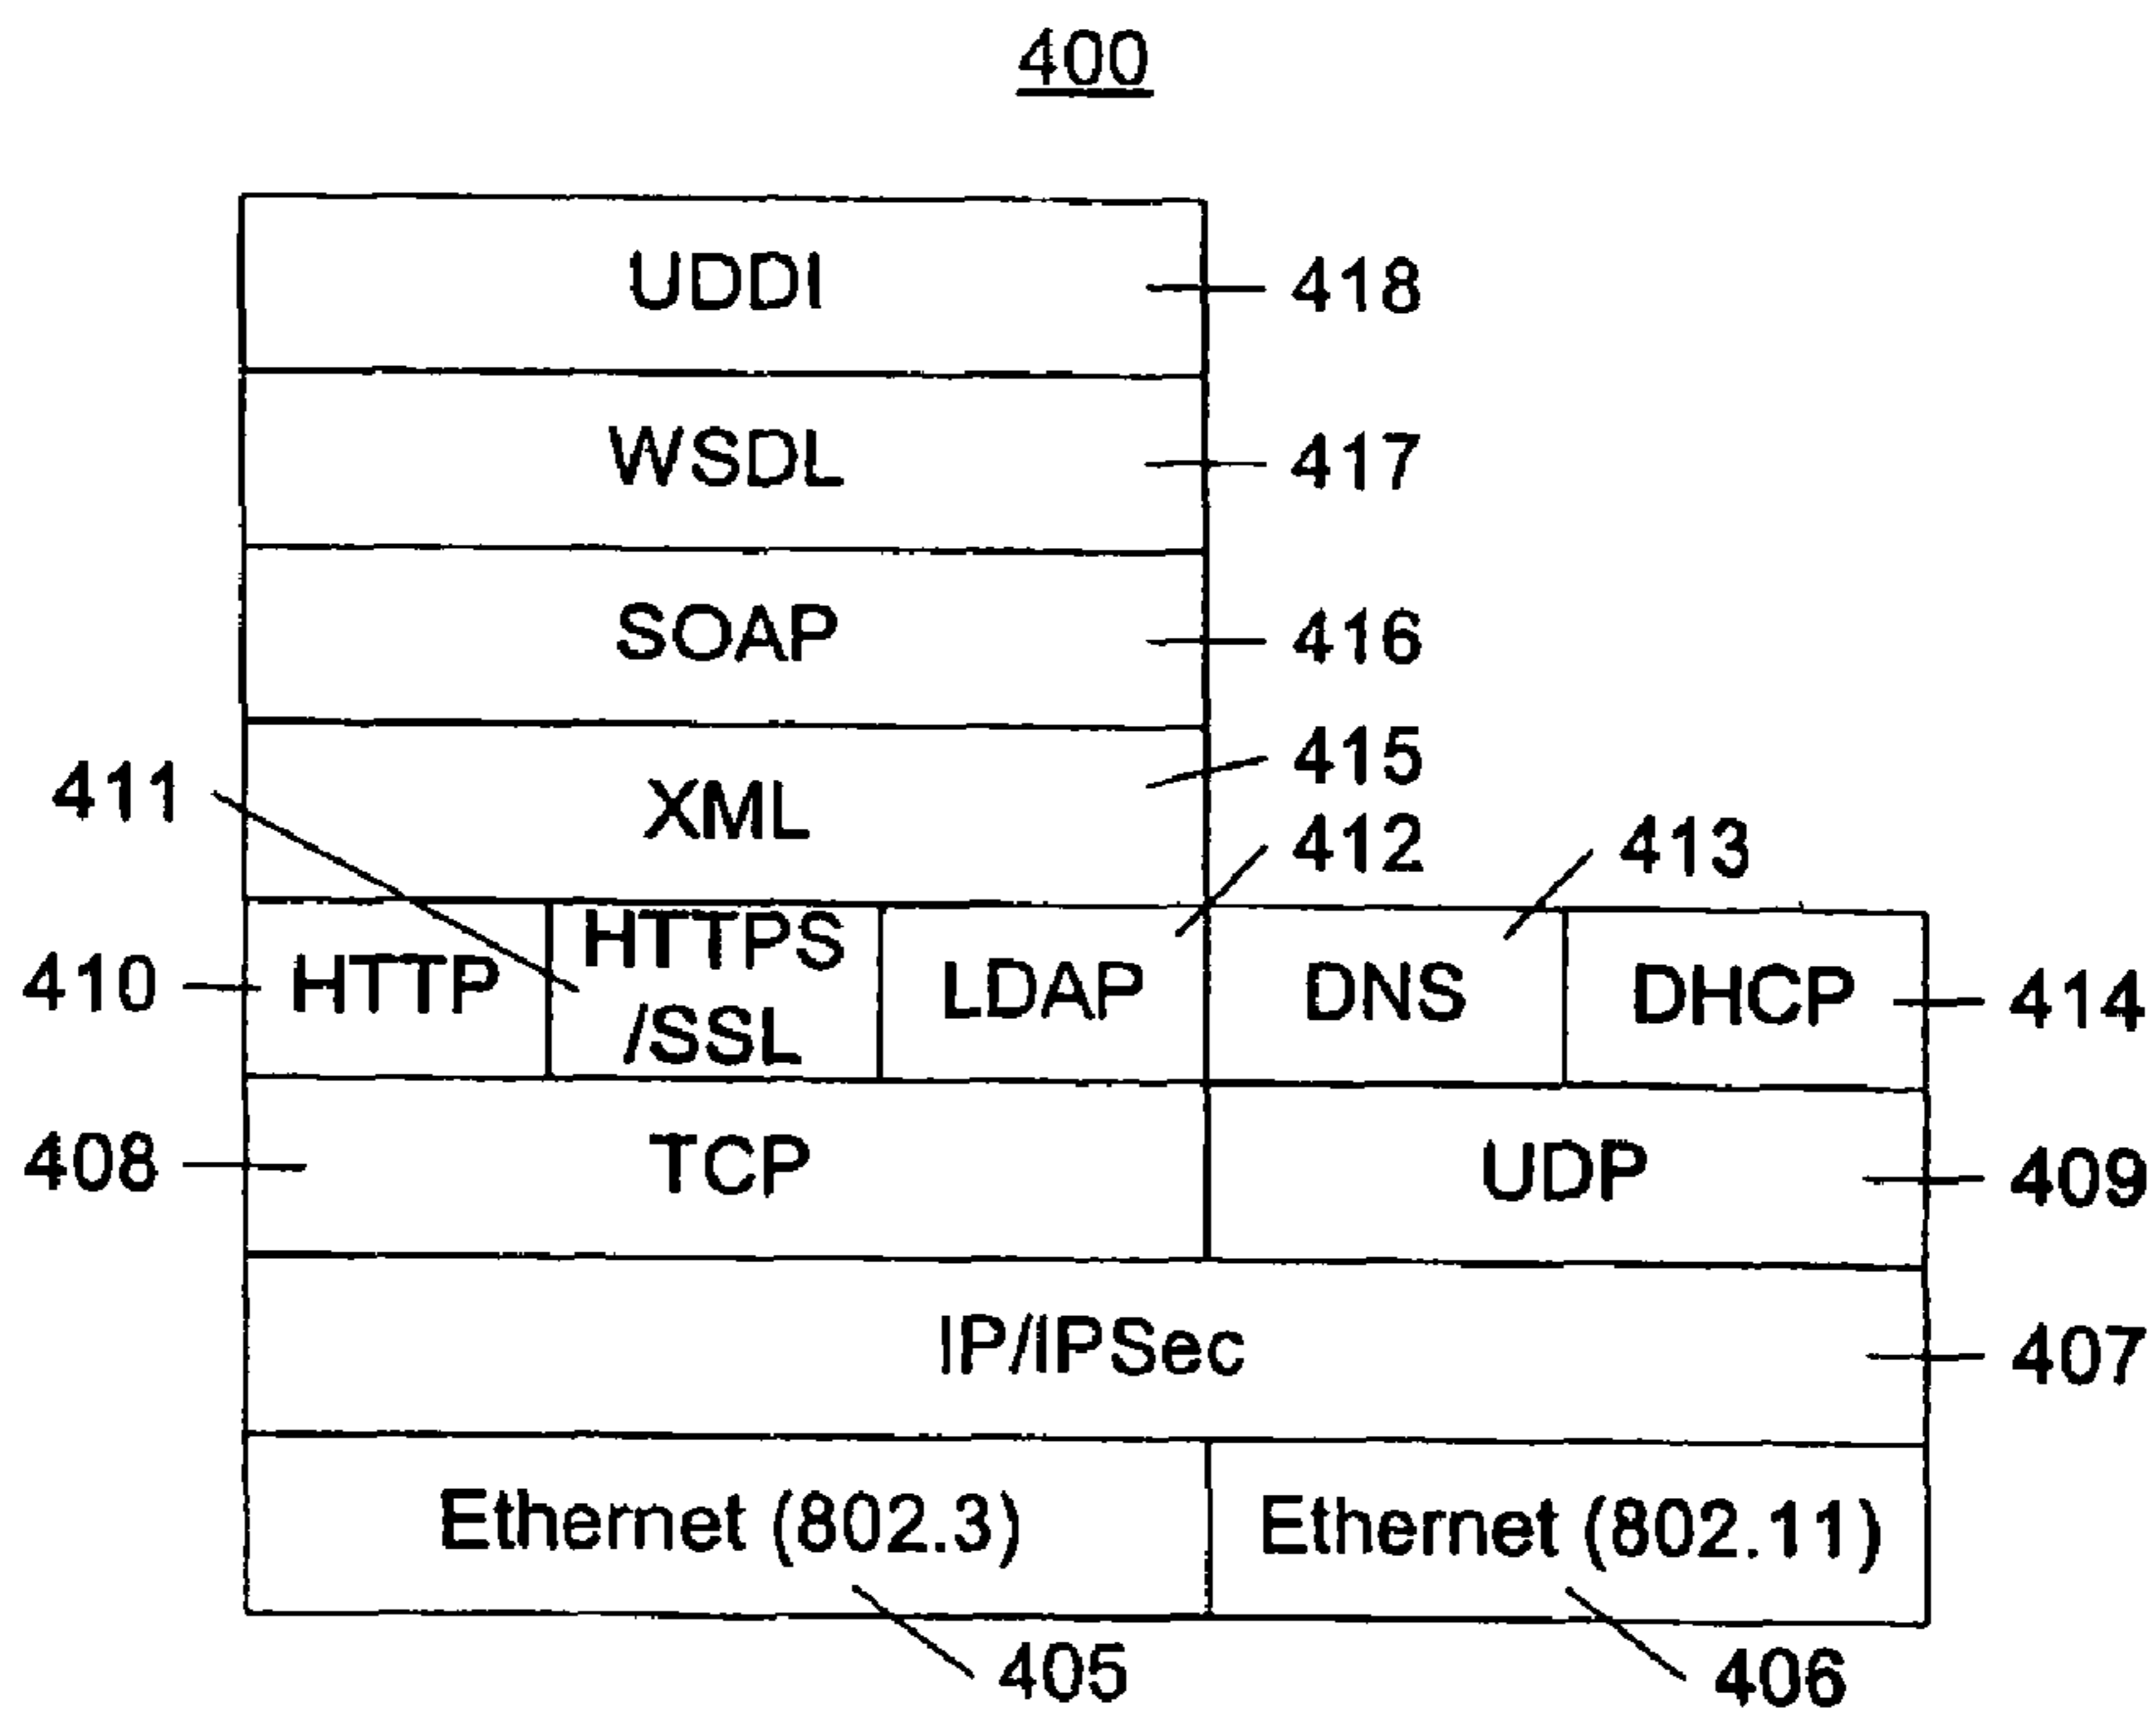 400
UDDI
418
WSDL
417
SOAP
416
415
411
XML
412
413
410
HTTP
HTTPS
/SSL
LDAP
DNS
DHCP
414
408
TCP
UDP
409
IP/IPSec
407
Ethernet (802.3)
Ethernet (802.11)
405
406